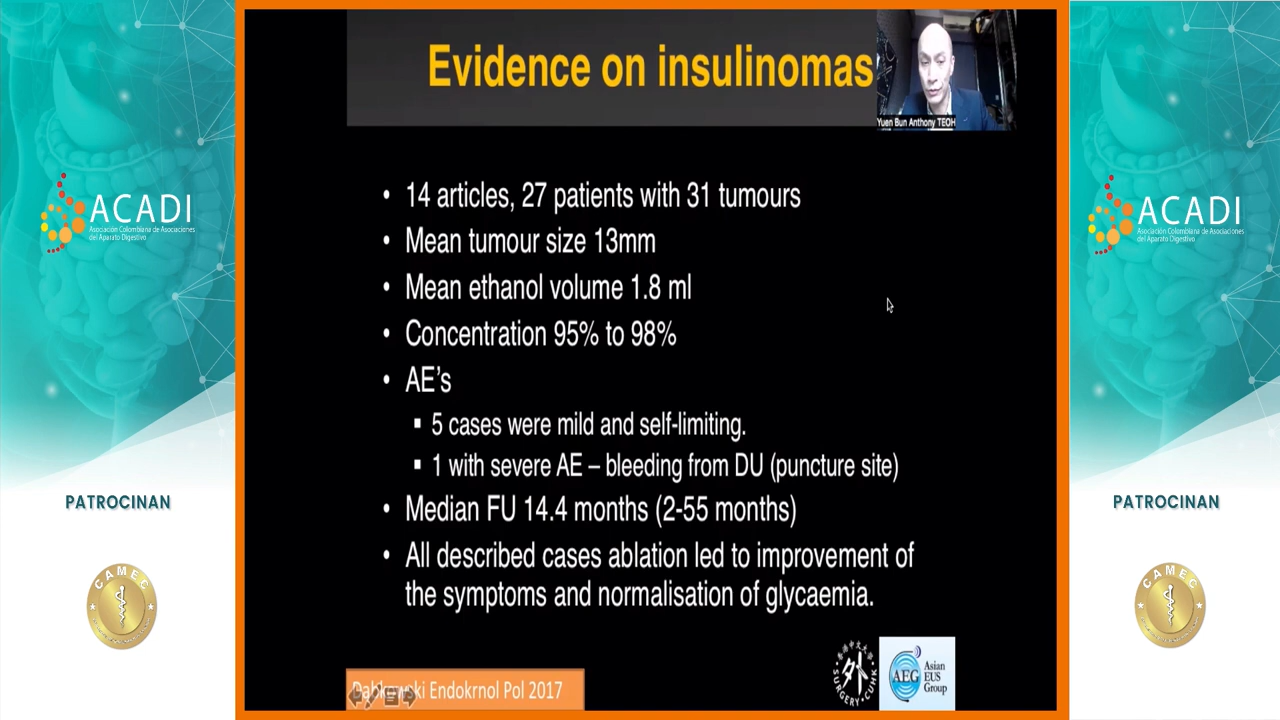 Evidence on insulinomas
Yuen Bun Anthony TEOH
• 14 articles, 27 patients with 31 tumours
• Mean tumour size 13mm
• Mean ethanol volume 1.8 ml
• Concentration 95% to 98%
• AE’s
▪ 5 cases were mild and self-limiting.
▪ 1 with severe AE – bleeding from DU (puncture site)
• Median FU 14.4 months (2-55 months)
• All described cases ablation led to improvement of
the symptoms and normalisation of glycaemia.
Endokrnol Pol 2017
SURGERY·CUHK
AEG
Asian
EUS
Group
ACADI
Asociación Colombiana de Asociaciones
del Aparato Digestivo
PATROCINAN
CAMEC
ACADI
Asociación Colombiana de Asociaciones
del Aparato Digestivo
PATROCINAN
CAMEC